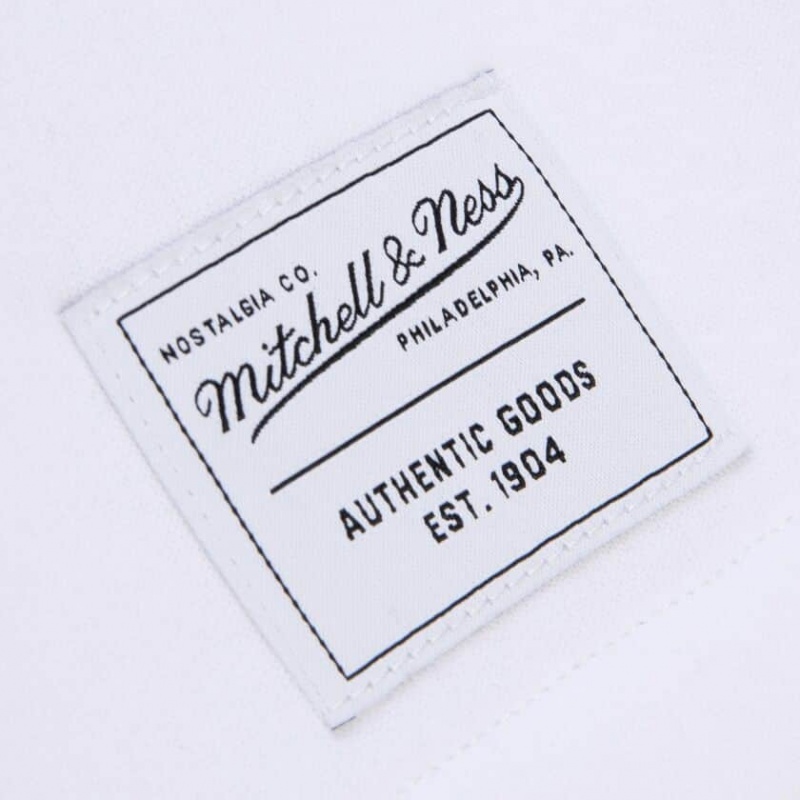 NOSTALGIA CO.
Mitchell & Ness
PHILADELPHIA, PA.
AUTHENTIC GOODS
EST. 1904